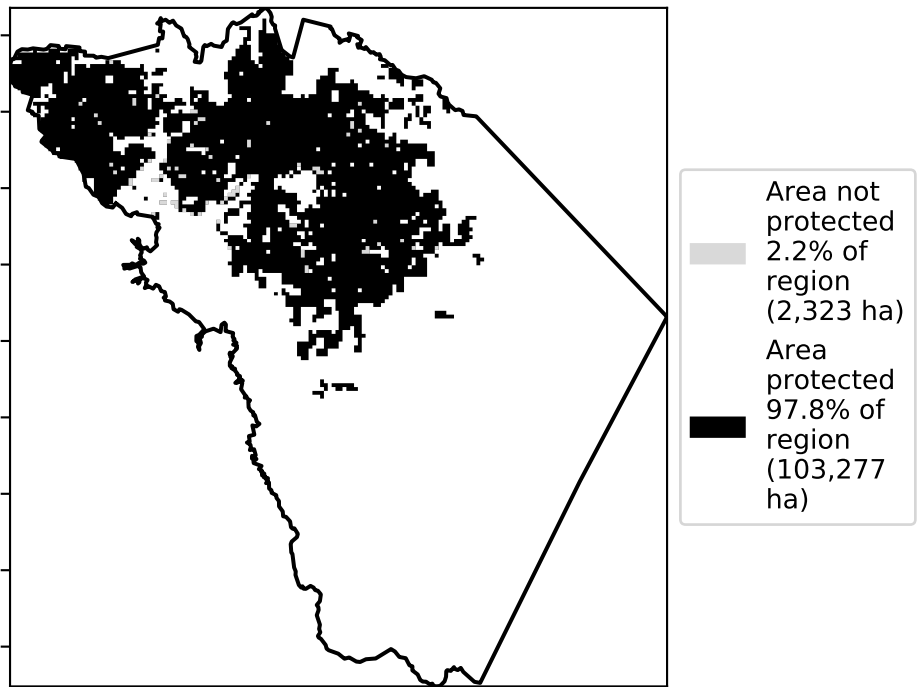 Area not
protected
2.2% of
region
(2,323 ha)
Area
protected
97.8% of
region
(103,277
ha)